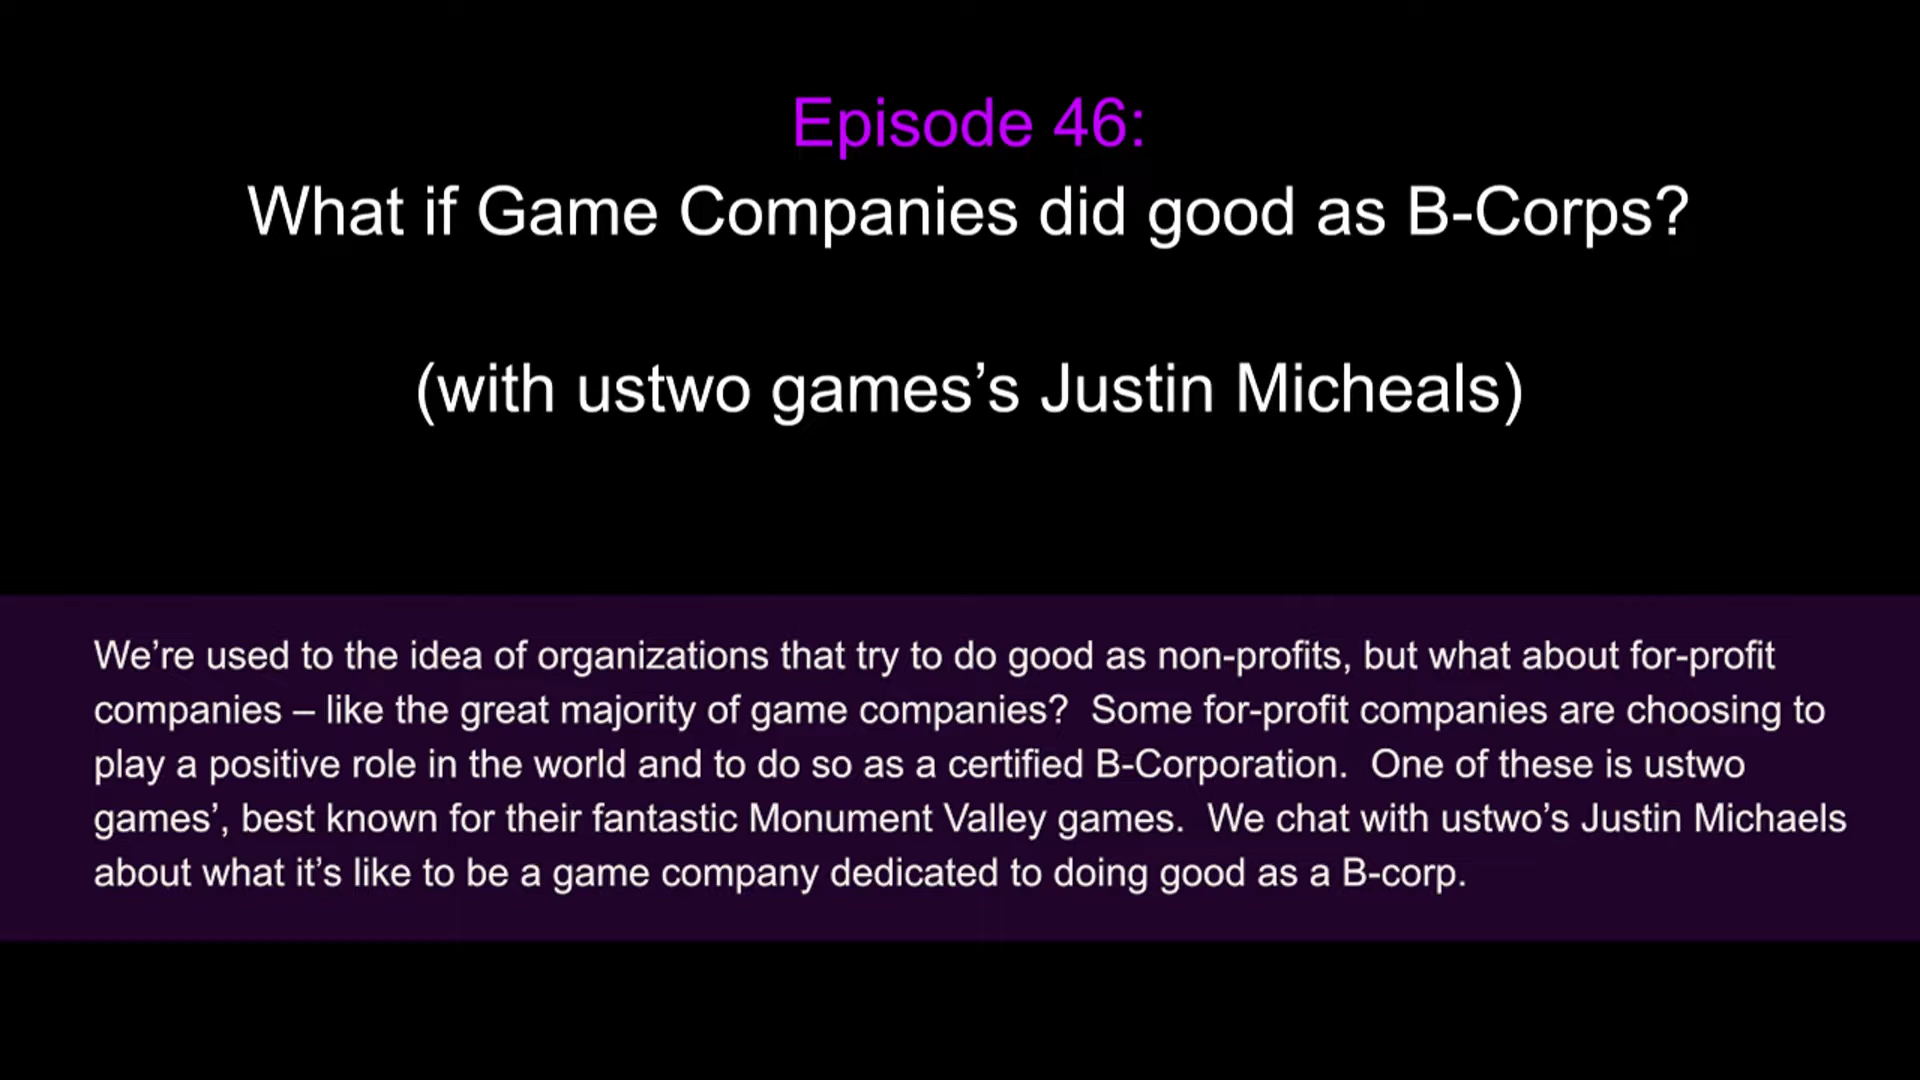 Episode 46:
What if Game Companies did good as B-Corps?
(with ustwo games’s Justin Micheals)
We’re used to the idea of organizations that try to do good as non-profits, but what about for-profit
companies – like the great majority of game companies?  Some for-profit companies are choosing to
play a positive role in the world and to do so as a certified B-Corporation.  One of these is ustwo
games’, best known for their fantastic Monument Valley games.  We chat with ustwo’s Justin Michaels
about what it’s like to be a game company dedicated to doing good as a B-corp.